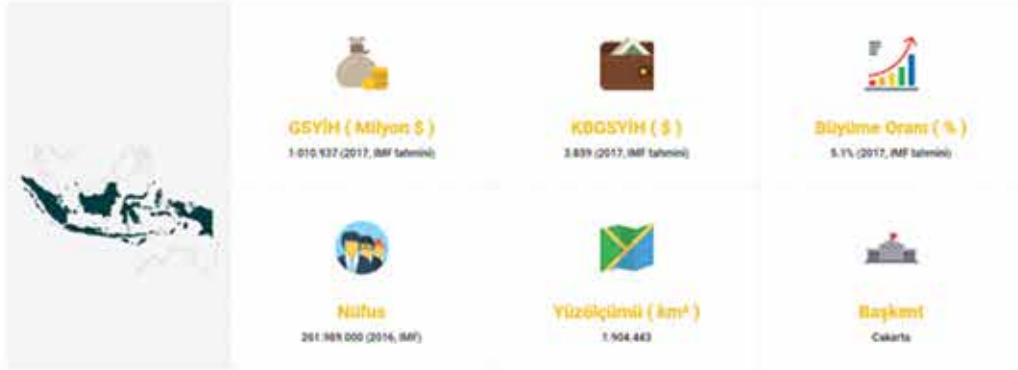 GSYİH ( Milyon $ )
1.010.937 (2017, IMF tahmini)
KBGSYİH ( $ )
3.859 (2017, IMF tahmini)
Büyüme Oranı ( % )
5.1% (2017, IMF tahmini)
Nüfus
261.989.000 (2016, IMF)
Yüzölçümü ( km² )
1.904.443
Başkent
Cakarta